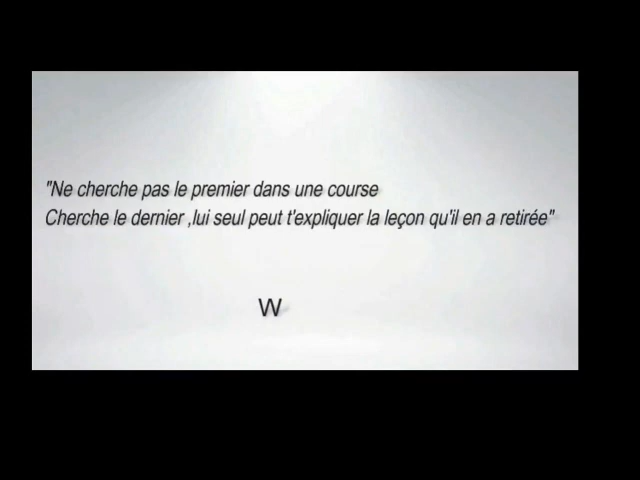 "Ne cherche pas le premier dans une course
Cherche le dernier ,lui seul peut t'expliquer la leçon qu'il en a retirée"
W